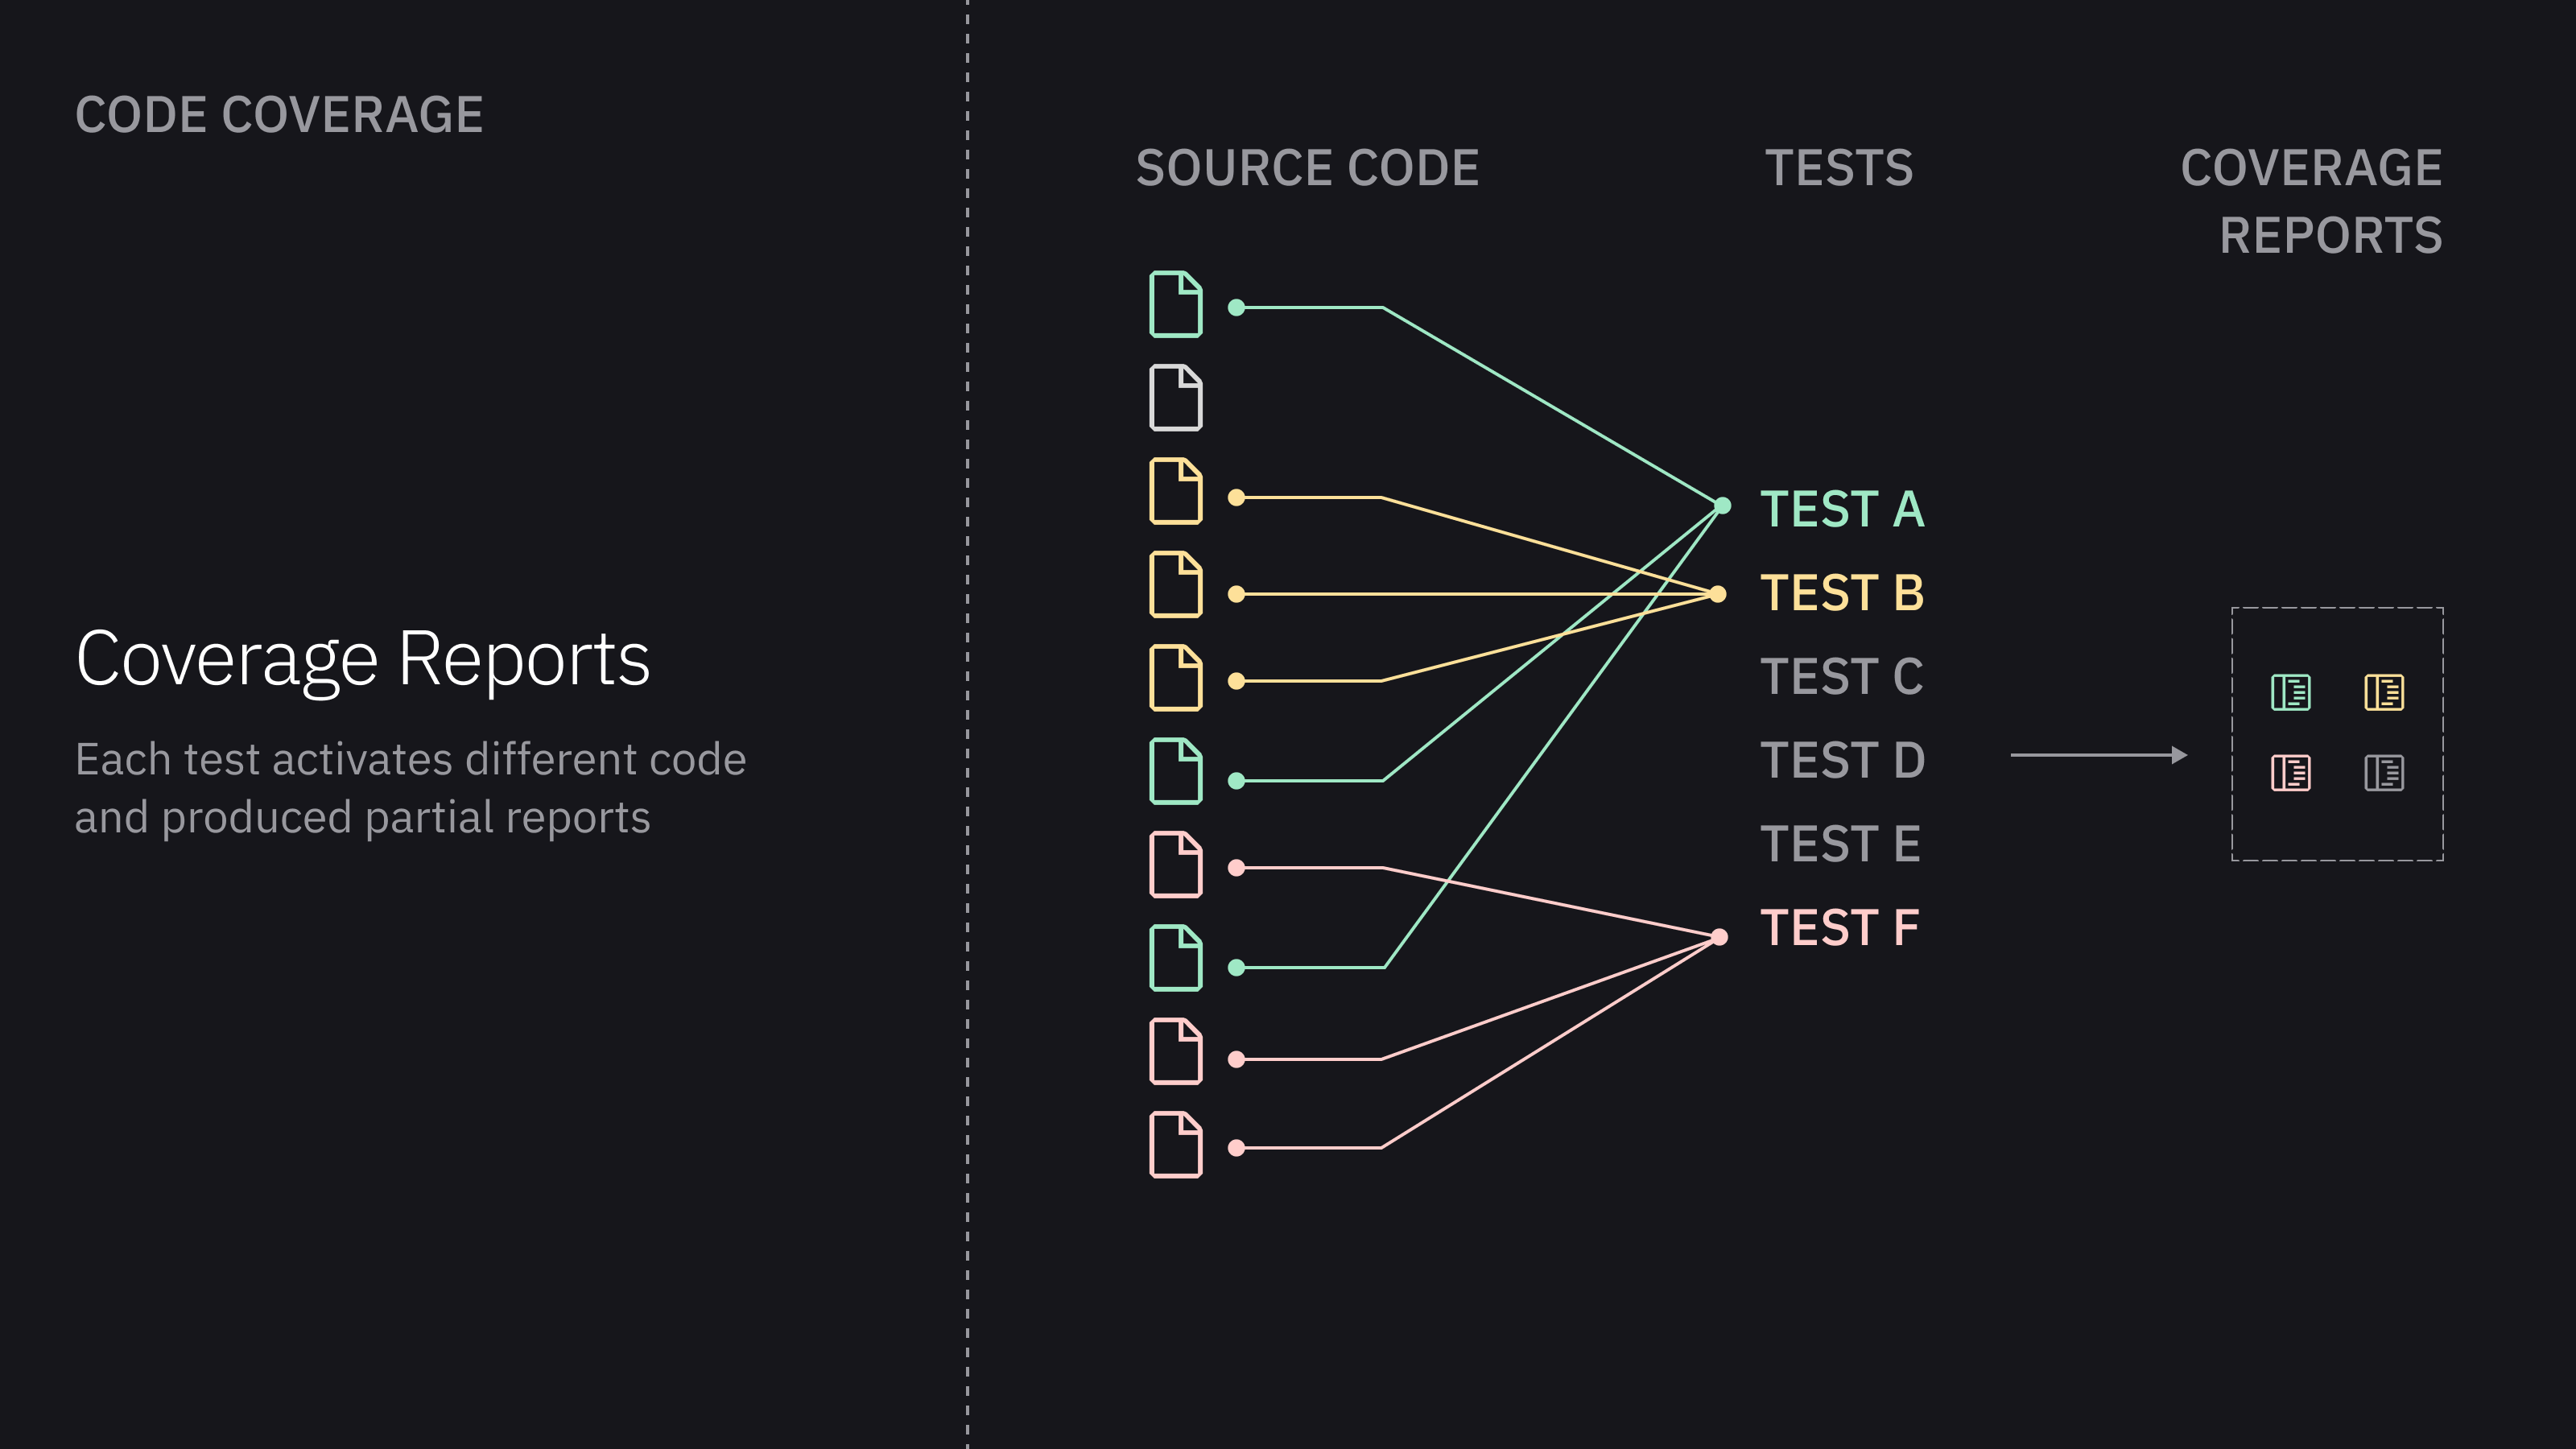 CODE COVERAGE
Coverage Reports
Each test activates different code
and produced partial reports
SOURCE CODE
TESTS
COVERAGE
REPORTS
TEST A
TEST B
TEST C
TEST D
TEST E
TEST F